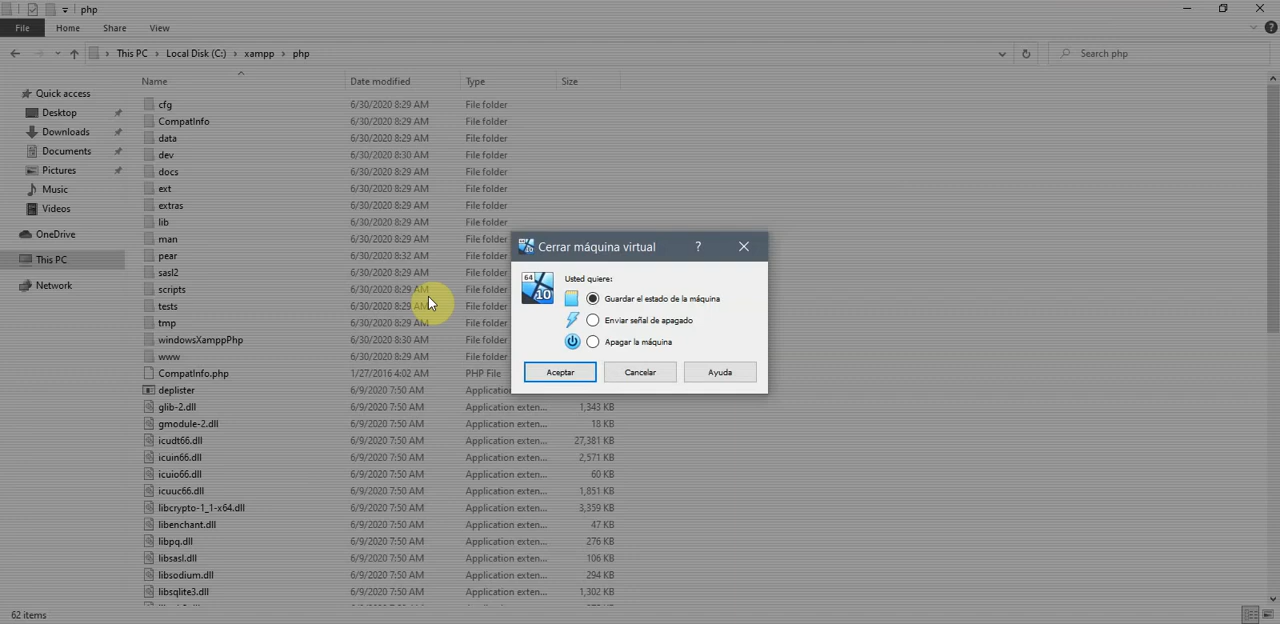 php
File Home Share View
This PC › Local Disk (C:) › xampp › php
Search php
Name Date modified Type Size
Quick access
Desktop
Downloads
Documents
Pictures
Music
Videos
OneDrive
This PC
Network
cfg 6/30/2020 8:29 AM File folder
CompatInfo 6/30/2020 8:29 AM File folder
data 6/30/2020 8:29 AM File folder
dev 6/30/2020 8:30 AM File folder
docs 6/30/2020 8:29 AM File folder
ext 6/30/2020 8:29 AM File folder
extras 6/30/2020 8:29 AM File folder
lib 6/30/2020 8:29 AM File folder
man 6/30/2020 8:29 AM File folder
pear 6/30/2020 8:32 AM File folder
sasl2 6/30/2020 8:29 AM File folder
scripts 6/30/2020 8:29 AM File folder
tests 6/30/2020 8:29 AM File folder
tmp 6/30/2020 8:29 AM File folder
windowsXamppPhp 6/30/2020 8:30 AM File folder
www 6/30/2020 8:29 AM File folder
CompatInfo.php 1/27/2016 4:02 AM PHP File
deplister 6/9/2020 7:50 AM
glib-2.dll 6/9/2020 7:50 AM Application exten... 1,343 KB
gmodule-2.dll 6/9/2020 7:50 AM Application exten... 18 KB
icudt66.dll 6/9/2020 7:50 AM Application exten... 27,381 KB
icuin66.dll 6/9/2020 7:50 AM Application exten... 2,571 KB
icuio66.dll 6/9/2020 7:50 AM Application exten... 60 KB
icuuc66.dll 6/9/2020 7:50 AM Application exten... 1,851 KB
libcrypto-1_1-x64.dll 6/9/2020 7:50 AM Application exten... 3,359 KB
libenchant.dll 6/9/2020 7:50 AM Application exten... 47 KB
libpq.dll 6/9/2020 7:50 AM Application exten... 276 KB
libsasl.dll 6/9/2020 7:50 AM Application exten... 106 KB
libsodium.dll 6/9/2020 7:50 AM Application exten... 294 KB
libsqlite3.dll 6/9/2020 7:50 AM Application exten... 1,302 KB
62 items
Cerrar máquina virtual ?
64
10
Usted quiere:
Guardar el estado de la máquina
Enviar señal de apagado
Apagar la máquina
Aceptar Cancelar Ayuda